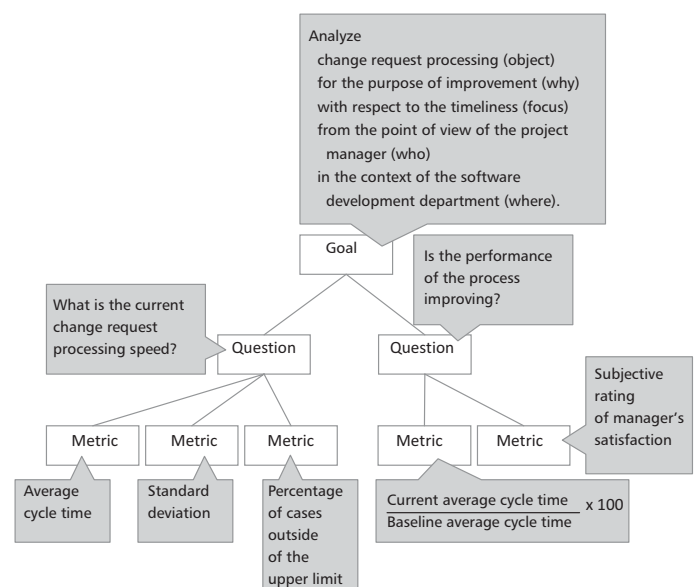 Analyze
change request processing (object)
for the purpose of improvement (why)
with respect to the timeliness (focus)
from the point of view of the project
manager (who)
in the context of the software
development department (where).
Goal
Is the performance
of the process
improving?
What is the current
change request
processing speed?
Question
Question
Subjective
rating
of manager's
satisfaction
Metric
Metric
Metric
Metric
Metric
Average
cycle time
Standard
deviation
Percentage
of cases
outside
of the
upper limit
Current average cycle time
Baseline average cycle time
x 100